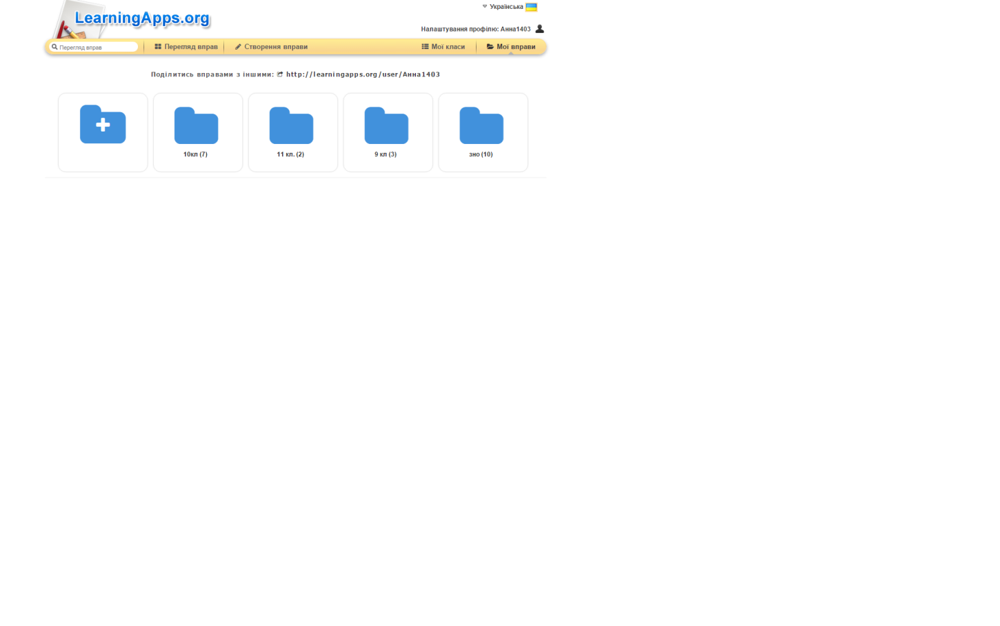 Українська
LearningApps.org
Налаштування профілю: Анна1403
Перегляд вправ
Перегляд вправ
Створення вправи
Мої класи
Мої вправи
Поділитись вправами з іншими: http://learningapps.org/user/Анна1403
10кл (7)
11 кл. (2)
9 кл (3)
зно (10)